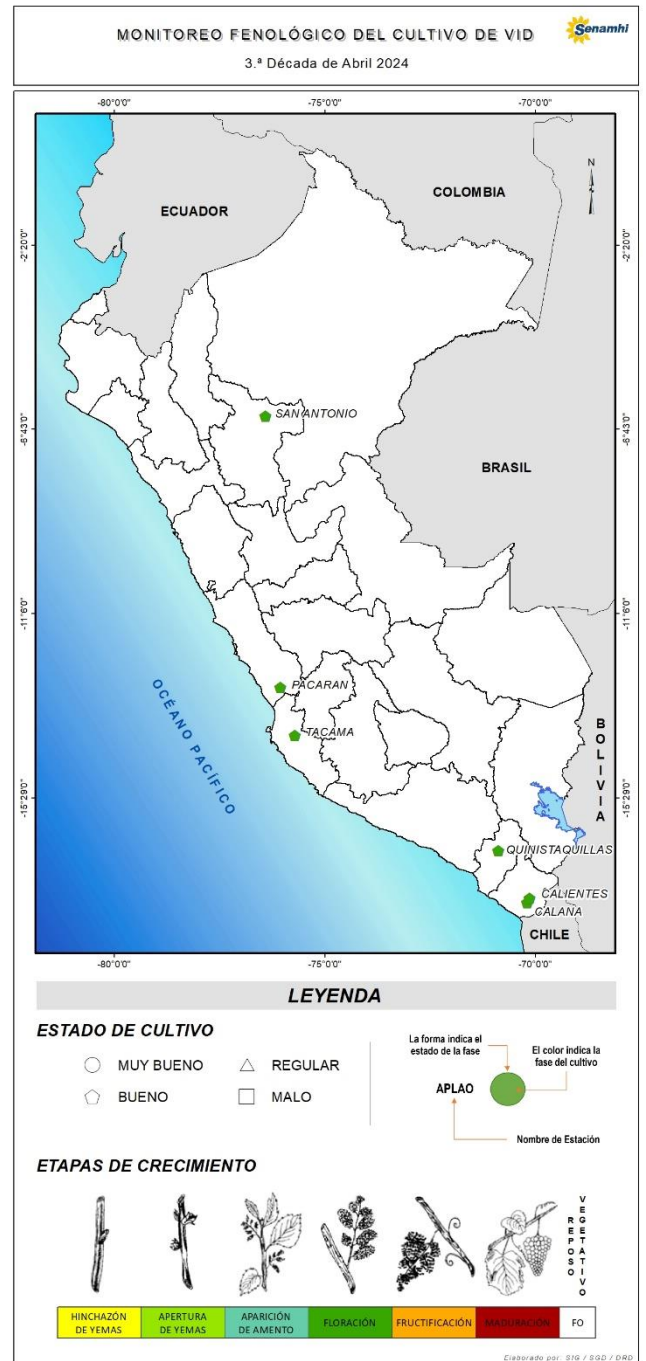 MONITOREO FENOLÓGICO DEL CULTIVO DE VID
Senamhi
3.ª Década de Abril 2024
-80°0'0" -75°0'0" -70°0'0"
N
COLOMBIA
ECUADOR
-2°20' -2°20'
SAN ANTONIO
-6°43'0 -6°43'0
BRASIL
-11°6'0 -11°6'0
OCÉANO PACÍFICO
PACARAN
TACAMA
BOLIVIA
-15°29'0 -15°29'0
QUINISTAQUILLAS
CALIENTES
CALANA
CHILE
-80°0'0" -75°0'0" -70°0'0"
LEYENDA
ESTADO DE CULTIVO
MUY BUENO
REGULAR
BUENO
MALO
La forma indica el
estado de la fase
El color indica la
fase del cultivo
APLAO
Nombre de Estación
ETAPAS DE CRECIMIENTO
REPOSO
VEGETATIVO
HINCHAZÓN
DE YEMAS
APERTURA
DE YEMAS
APARICIÓN
DE AMENTO
FLORACIÓN
FRUCTIFICACIÓN
MADURACIÓN
FO
Elaborado por: SIG / SGD / DRD